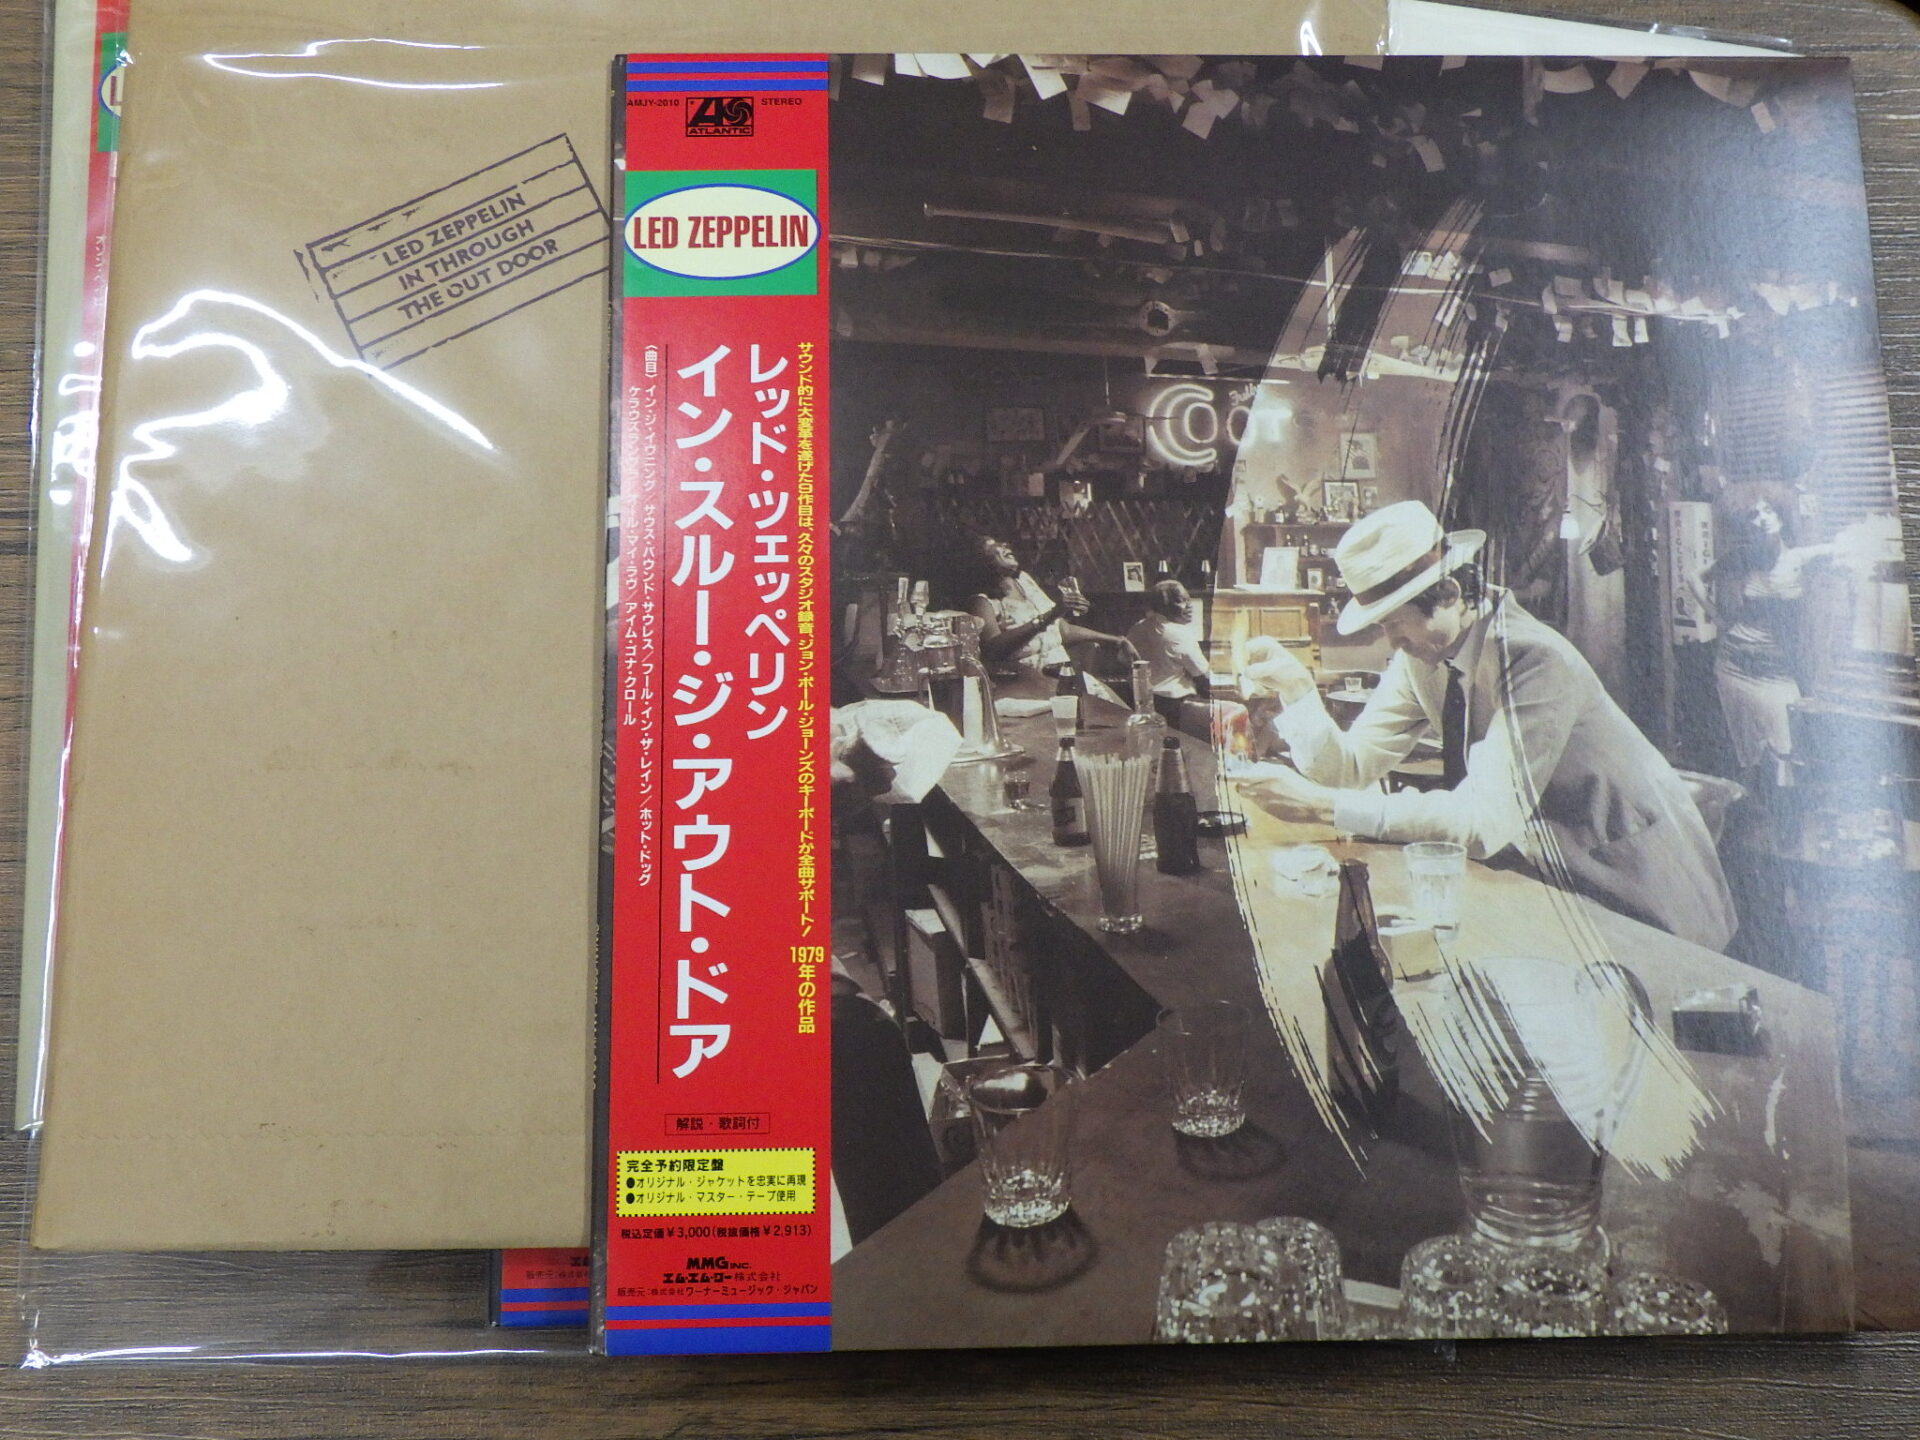 LED ZEPPELIN
IN THROUGH
THE OUT DOOR
AMJY-2010
STEREO
ATLANTIC
LED ZEPPELIN
サウンド的に大変革を遂げた9作目は、久々のスタジオ録音、ジョン・ポール・ジョーンズのキーボードが全曲サポート! 1979年の作品
レッド・ツェッペリン
イン・スルー・ジ・アウト・ドア
〈曲目〉イン・ジ・イヴニング/サウス・バウンド・サウレス/フール・イン・ザ・レイン/ホット・ドッグ
ケラウズランブラ/オール・マイ・ラヴ/アイム・ゴナ・クロール
解説・歌詞付
完全予約限定盤
●オリジナル・ジャケットを忠実に再現
●オリジナル・マスター・テープ使用
税込定価¥3,000(税抜価格¥2,913)
MMG INC.
エム・エム・ジー株式会社
販売元:株式会社ワーナーミュージック・ジャパン
販売元:株式会社